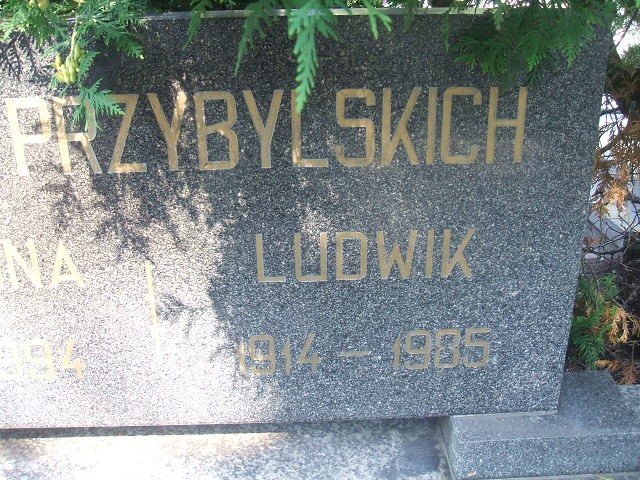 PRZYBYLSKICH
LUDWIK
1914 – 1985